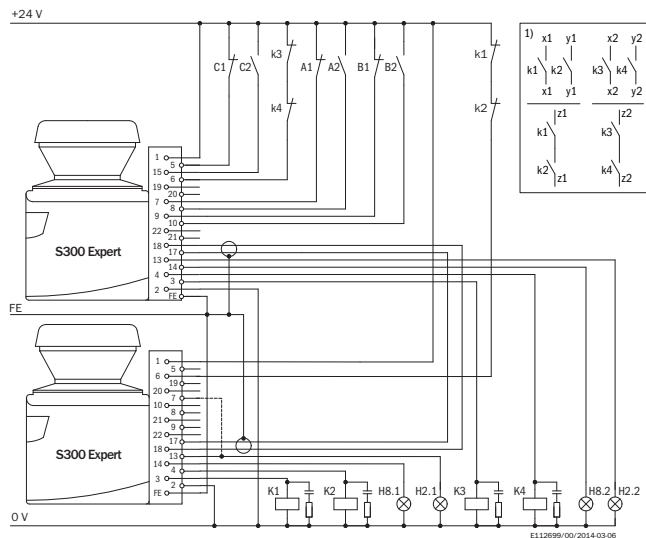 +24 V
1) x1 y1 x2 y2
k3 k1
C1 C2 A1 A2 B1 B2
k1 k2 k3 k4
x1 y1 x2 y2
k4 k2
z1 z2
k1 k3
k2 z1 k4 z2
1
5
15
6
19
20
7
8
9
10
22
21
18
17
13
14
4
3
2
FE
S300 Expert
FE
1
5
6
19
20
7
10
8
21
9
22
17
18
13
14
4
3
2
FE
S300 Expert
K1 K2 H8.1 H2.1 K3 K4 H8.2 H2.2
0 V
E112699/00/2014-03-06